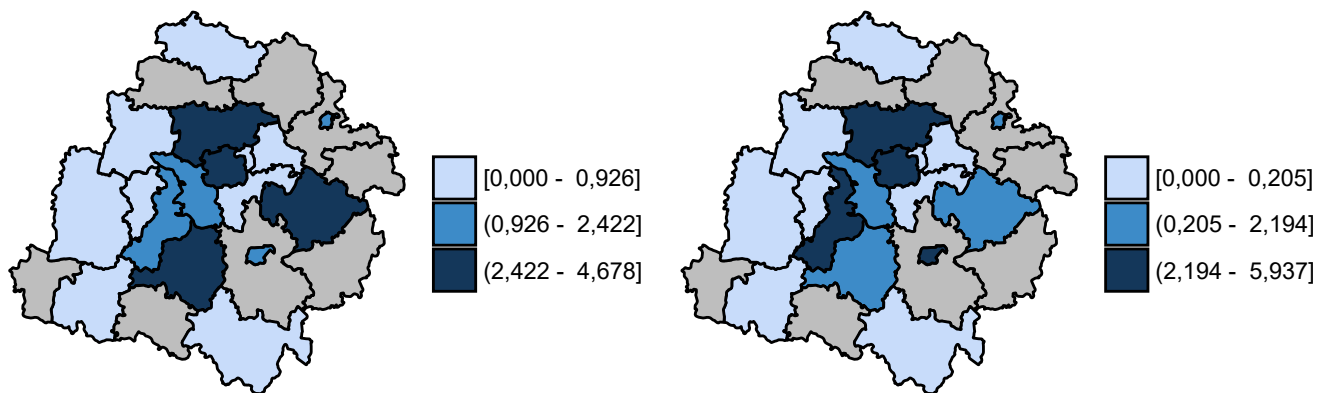 [0,000 - 0,926]
(0,926 - 2,422]
(2,422 - 4,678]
[0,000 - 0,205]
(0,205 - 2,194]
(2,194 - 5,937]